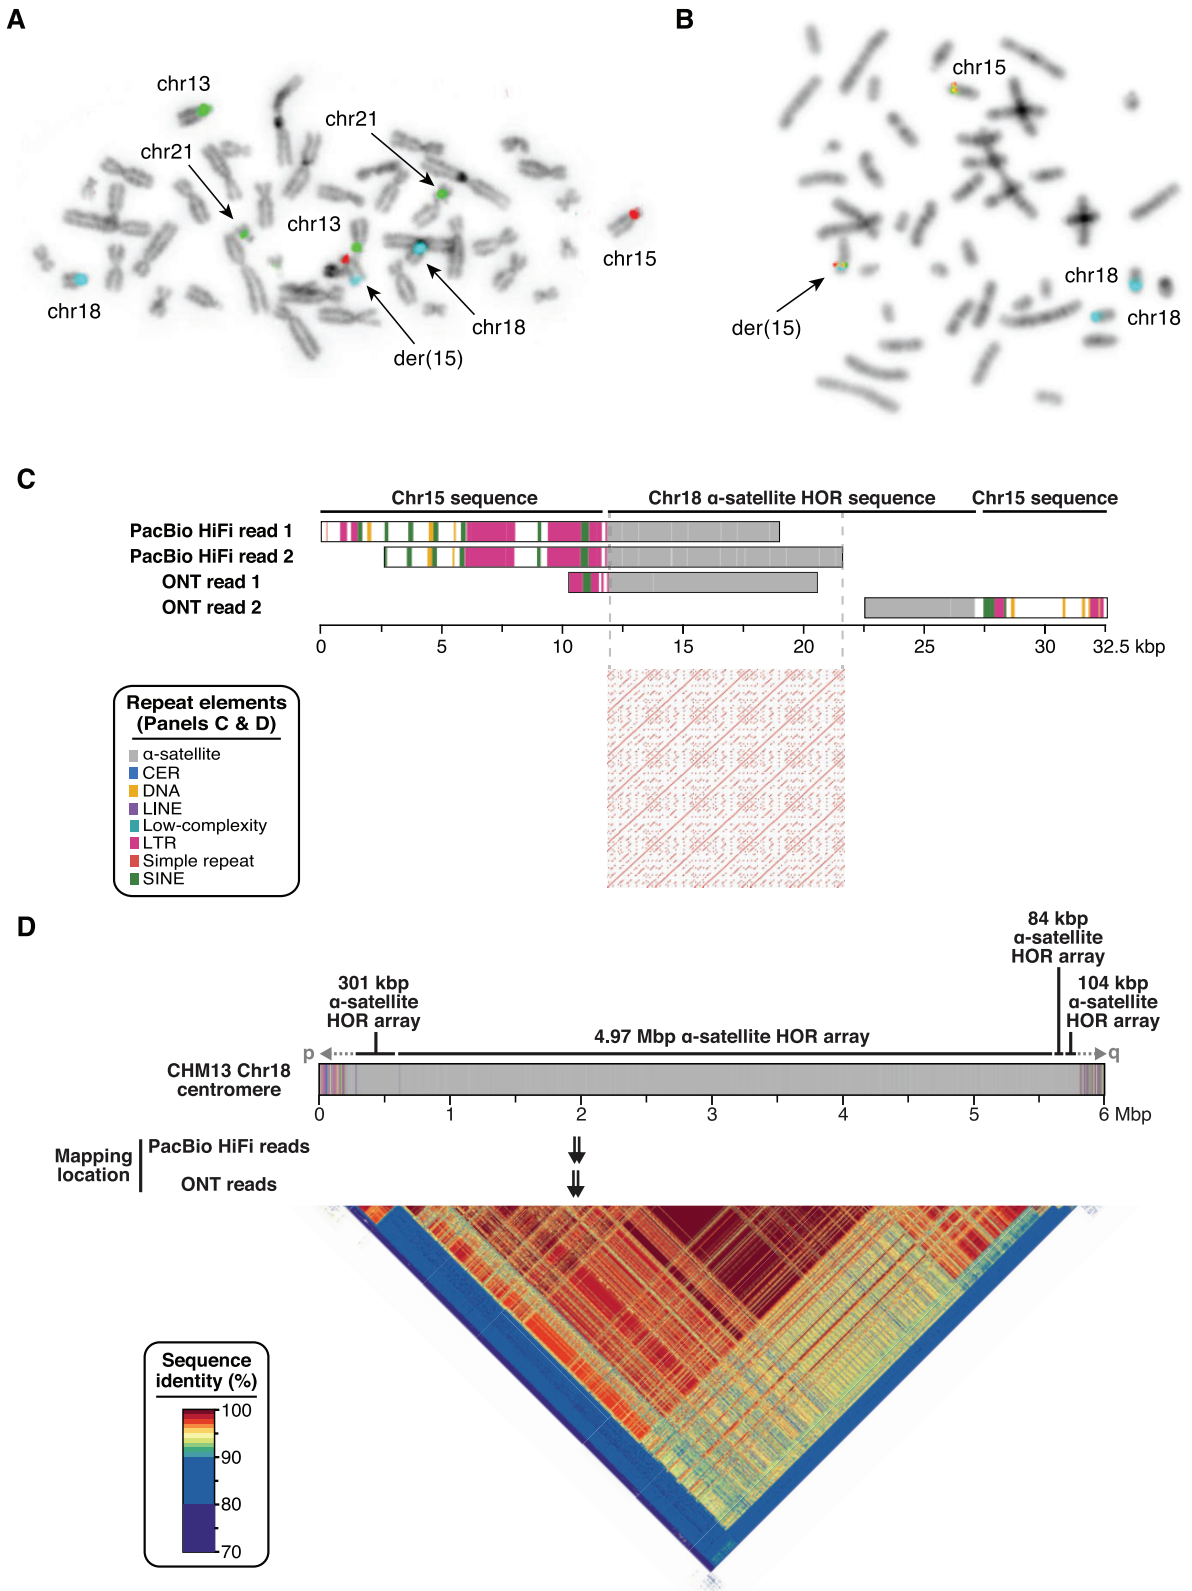 A
B
chr13
chr21
chr21
chr13
chr15
chr18
chr18
der(15)
chr15
chr18
chr18
der(15)
C
Chr15 sequence
Chr18 α-satellite HOR sequence
Chr15 sequence
PacBio HiFi read 1
PacBio HiFi read 2
ONT read 1
ONT read 2
0 5 10 15 20 25 30 32.5 kbp
Repeat elements
(Panels C & D)
α-satellite
CER
DNA
LINE
Low-complexity
LTR
Simple repeat
SINE
D
84 kbp
α-satellite
HOR array
301 kbp
α-satellite
HOR array
104 kbp
α-satellite
HOR array
4.97 Mbp α-satellite HOR array
p
q
CHM13 Chr18
centromere
0 1 2 3 4 5 6 Mbp
Mapping
location
PacBio HiFi reads
ONT reads
Sequence
identity (%)
100
90
80
70